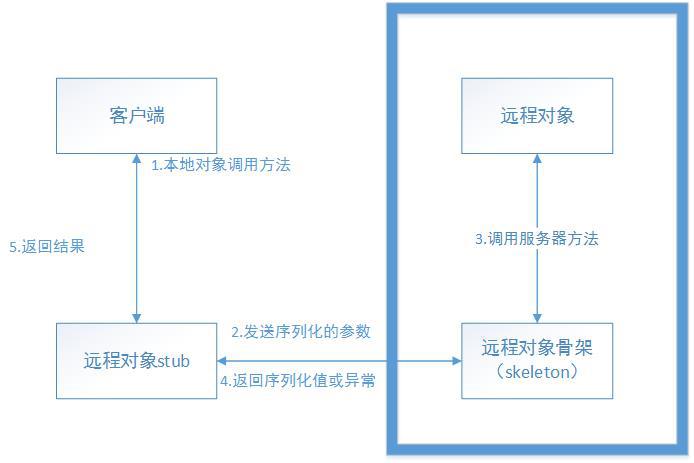 客户端
远程对象
1.本地对象调用方法
3.调用服务器方法
5.返回结果
2.发送序列化的参数
远程对象stub
4.返回序列化值或异常
远程对象骨架
（skeleton）